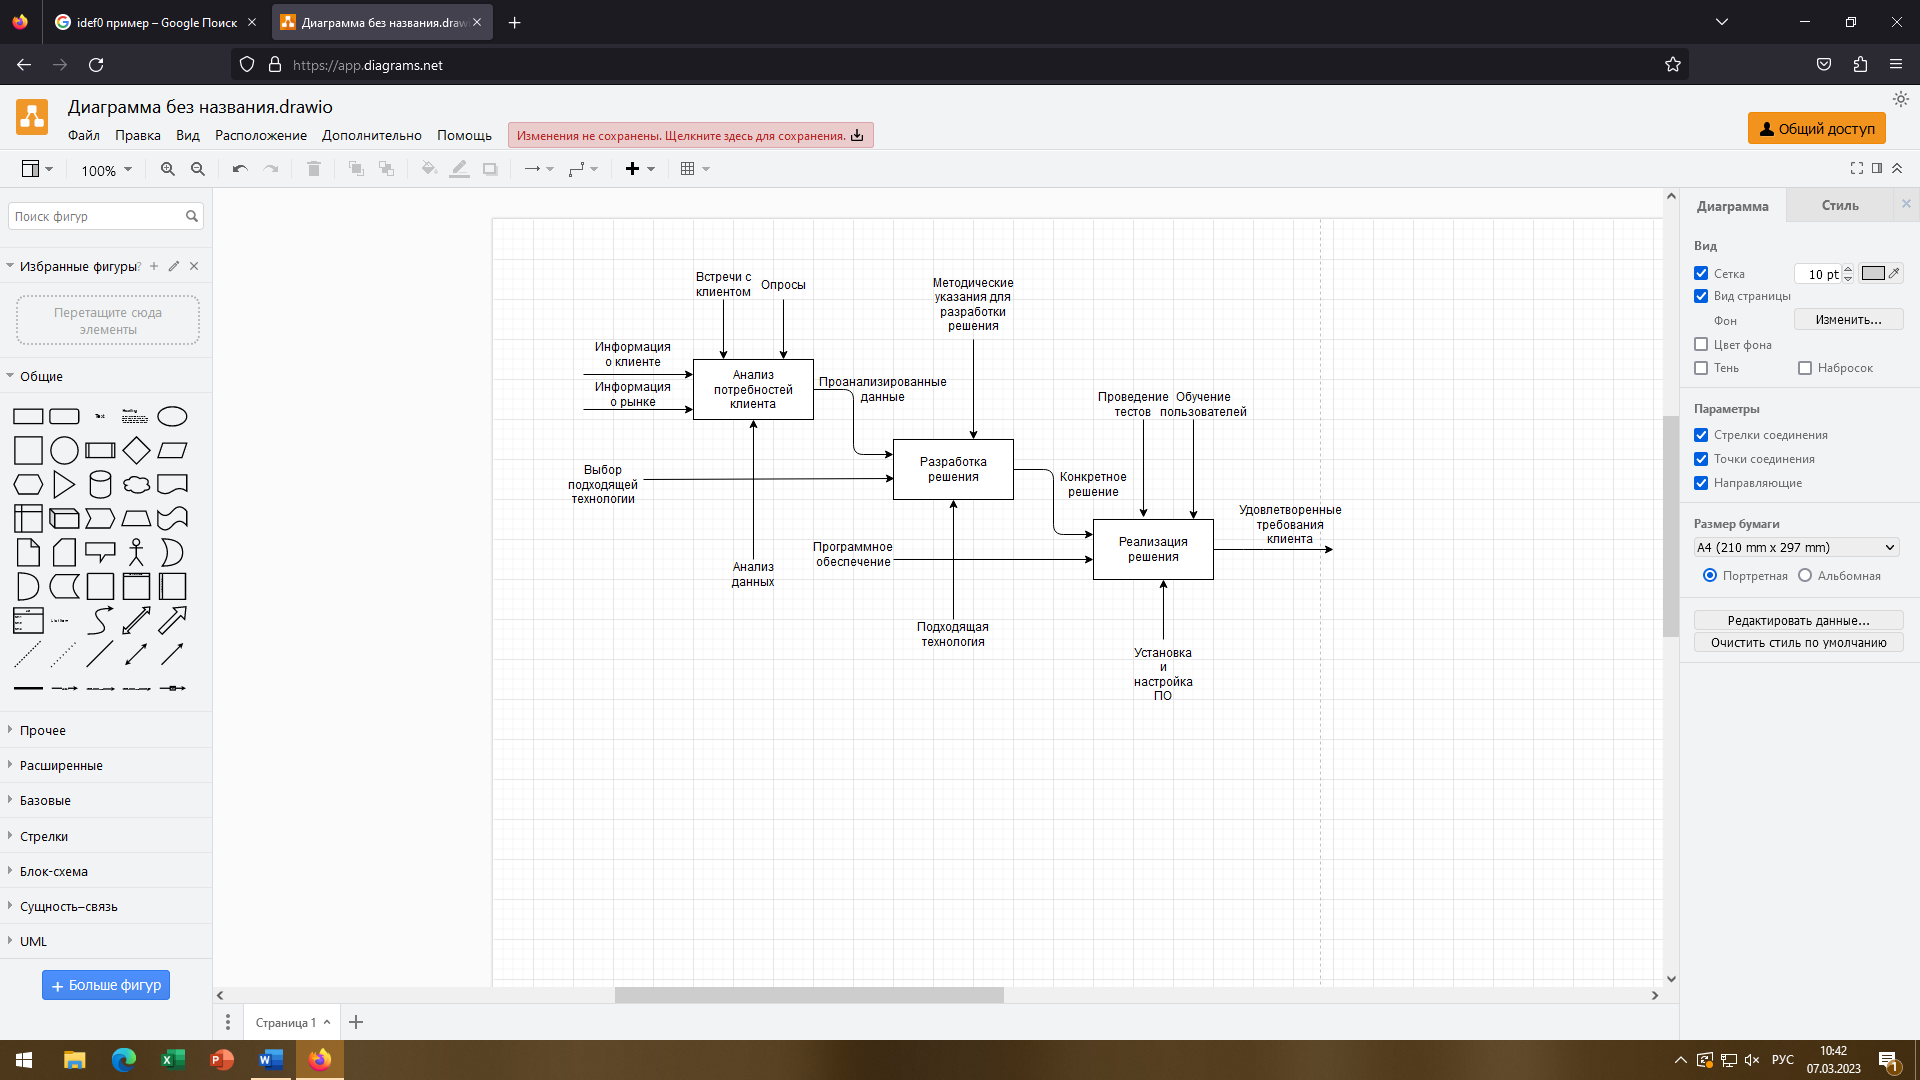 idef0 пример – Google Поиск
Диаграмма без названия.draw
https://app.diagrams.net
Диаграмма без названия.drawio
Файл Правка Вид Расположение Дополнительно Помощь
Изменения не сохранены. Щелкните здесь для сохранения.
Общий доступ
100%
Поиск фигур
Избранные фигуры
?
Перетащите сюда
элементы
Общие
Text
Heading
List Item
Прочее
Расширенные
Базовые
Стрелки
Блок-схема
Сущность–связь
UML
+ Больше фигур
Встречи с
клиентом
Опросы
Методические
указания для
разработки
решения
Информация
о клиенте
Информация
о рынке
Анализ
потребностей
клиента
Проанализированные
данные
Проведение
тестов
Обучение
пользователей
Выбор
подходящей
технологии
Разработка
решения
Конкретное
решение
Удовлетворенные
требования
клиента
Программное
обеспечение
Реализация
решения
Анализ
данных
Подходящая
технология
Установка
и
настройка
ПО
Страница 1
Диаграмма
Стиль
Вид
Сетка
10 pt
Вид страницы
Фон
Изменить...
Цвет фона
Тень
Набросок
Параметры
Стрелки соединения
Точки соединения
Направляющие
Размер бумаги
A4 (210 mm x 297 mm)
Портретная
Альбомная
Редактировать данные...
Очистить стиль по умолчанию
РУС
10:42
07.03.2023
1